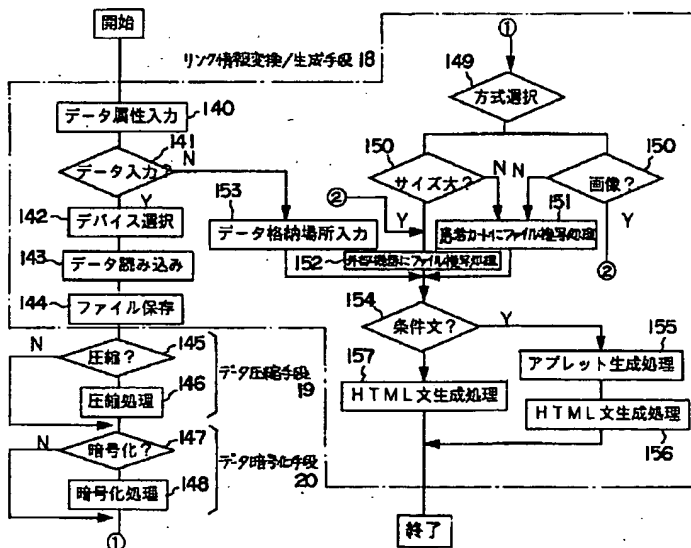 開始
リンク情報変換/生成手段 18
データ属性入力 140
141
データ入力?
N
Y
142 デバイス選択
143 データ読み込み
144 ファイル保存
N
圧縮? 145
圧縮処理 146
データ圧縮手段
19
N
暗号化? 147
暗号化処理 148
データ暗号化手段
20
①
①
149
方式選択
150
サイズ大?
N
N
150
画像?
②
Y
Y
②
153
データ格納場所入力
151
患者カードにファイル複写処理
152
外部機器にファイル複写処理
154
条件文?
Y
155
アプレット生成処理
157
HTML文生成処理
HTML文生成処理
156
終了